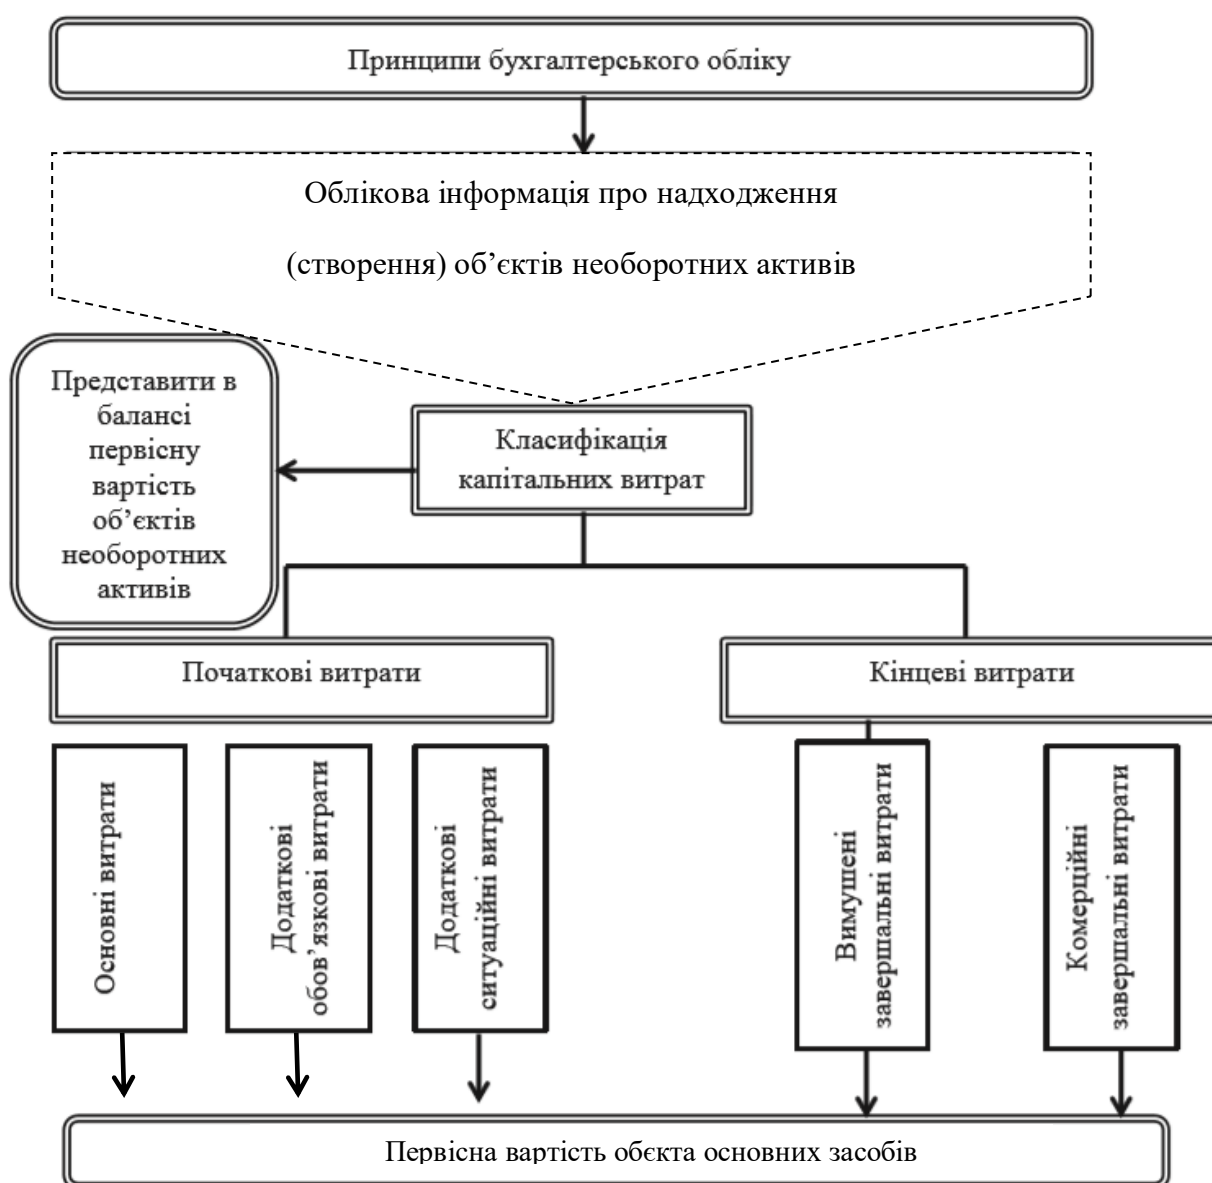 Принципи бухгалтерського обліку
Облікова інформація про надходження
(створення) об’єктів необоротних активів
Представити в
балансі
первісну
вартість
об’єктів
необоротних
активів
Класифікація
капітальних витрат
Початкові витрати
Кінцеві витрати
Основні витрати
Додаткові
обов’язкові витрати
Додаткові
ситуаційні витрати
Вимушені
завершальні витрати
Комерційні
завершальні витрати
Первісна вартість обєкта основних засобів